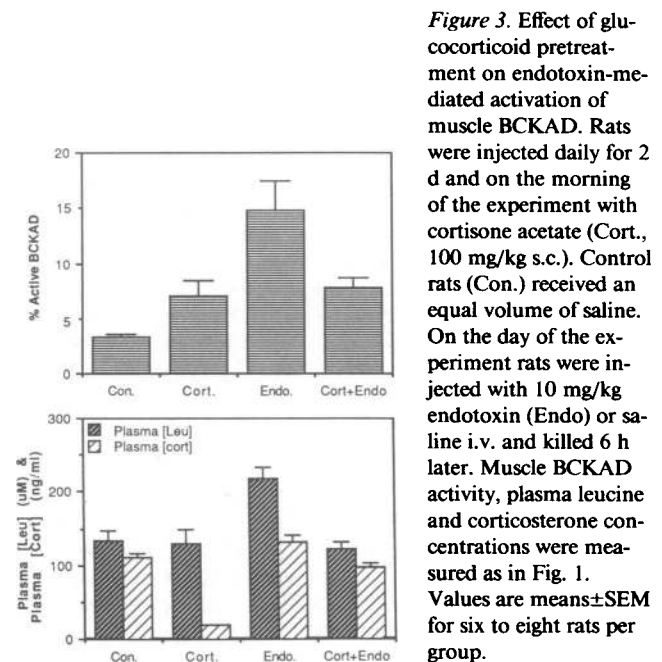 Figure 3. Effect of glu-
cocorticoid pretreat-
ment on endotoxin-me-
diated activation of
muscle BCKAD. Rats
were injected daily for 2
d and on the morning
of the experiment with
cortisone acetate (Cort.,
100 mg/kg s.c.). Control
rats (Con.) received an
equal volume of saline.
On the day of the ex-
periment rats were in-
jected with 10 mg/kg
endotoxin (Endo) or sa-
line i.v. and killed 6 h
later. Muscle BCKAD
activity, plasma leucine
and corticosterone con-
centrations were mea-
sured as in Fig. 1.
Values are means±SEM
for six to eight rats per
group.
% Active BCKAD
20
15
10
5
0
Con. Cort. Endo. Cort+Endo
Plasma [Leu] (uM) &
Plasma [Cort] (ng/ml)
300
200
100
0
Plasma [Leu]
Plasma [cort]
Con. Cort. Endo. Cort+Endo